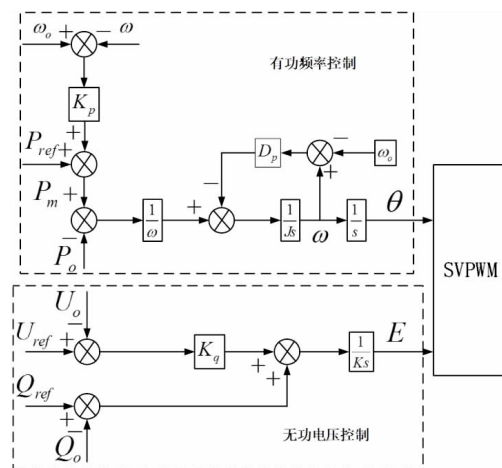 ω_o + − ω
有功频率控制
K_p
+
P_ref +
D_p
−
ω_o
+
P_m +
−
1/ω
+
1/Js
ω
1/s
θ
P_o −
SVPWM
U_o
−
U_ref +
K_q
+
+
1/Ks
E
Q_ref
+
−
Q_o
无功电压控制